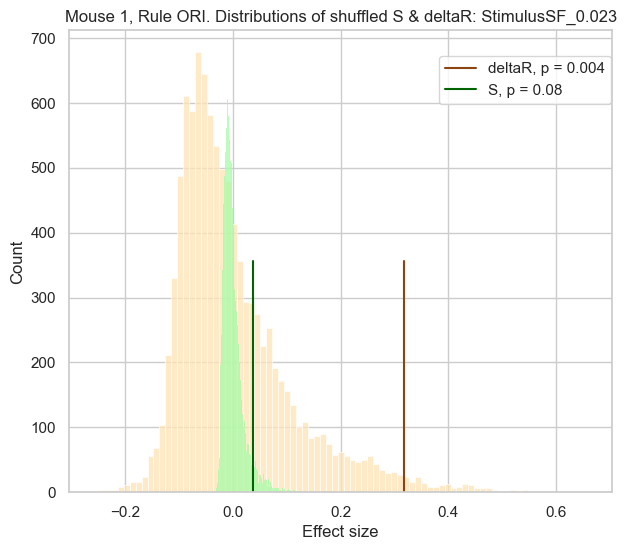 Mouse 1, Rule ORI. Distributions of shuffled S & deltaR: StimulusSF_0.023
deltaR, p = 0.004
S, p = 0.08
Count
700
600
500
400
300
200
100
0
−0.2
0.0
0.2
0.4
0.6
Effect size